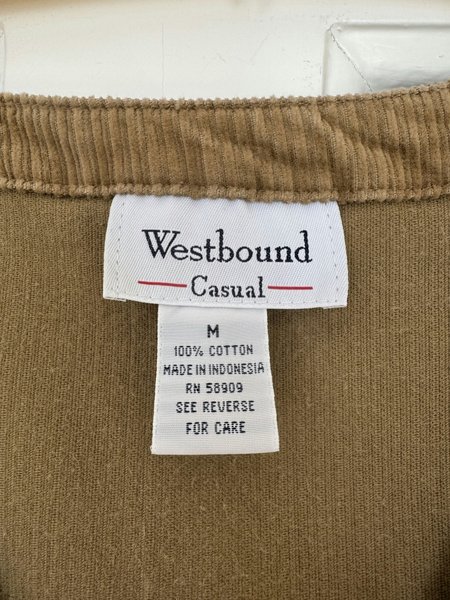 Westbound
Casual
M
100% COTTON
MADE IN INDONESIA
RN 58909
SEE REVERSE
FOR CARE